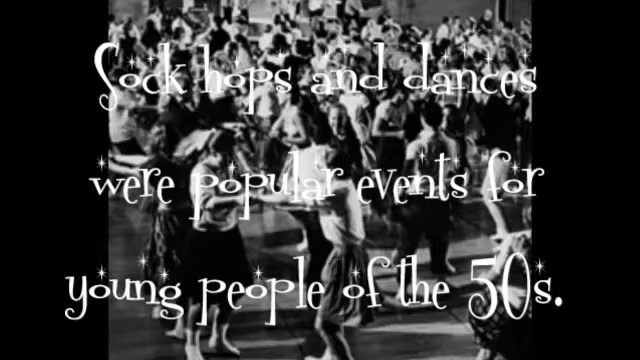 Sock hops and dances
were popular events for
young people of the 50s.